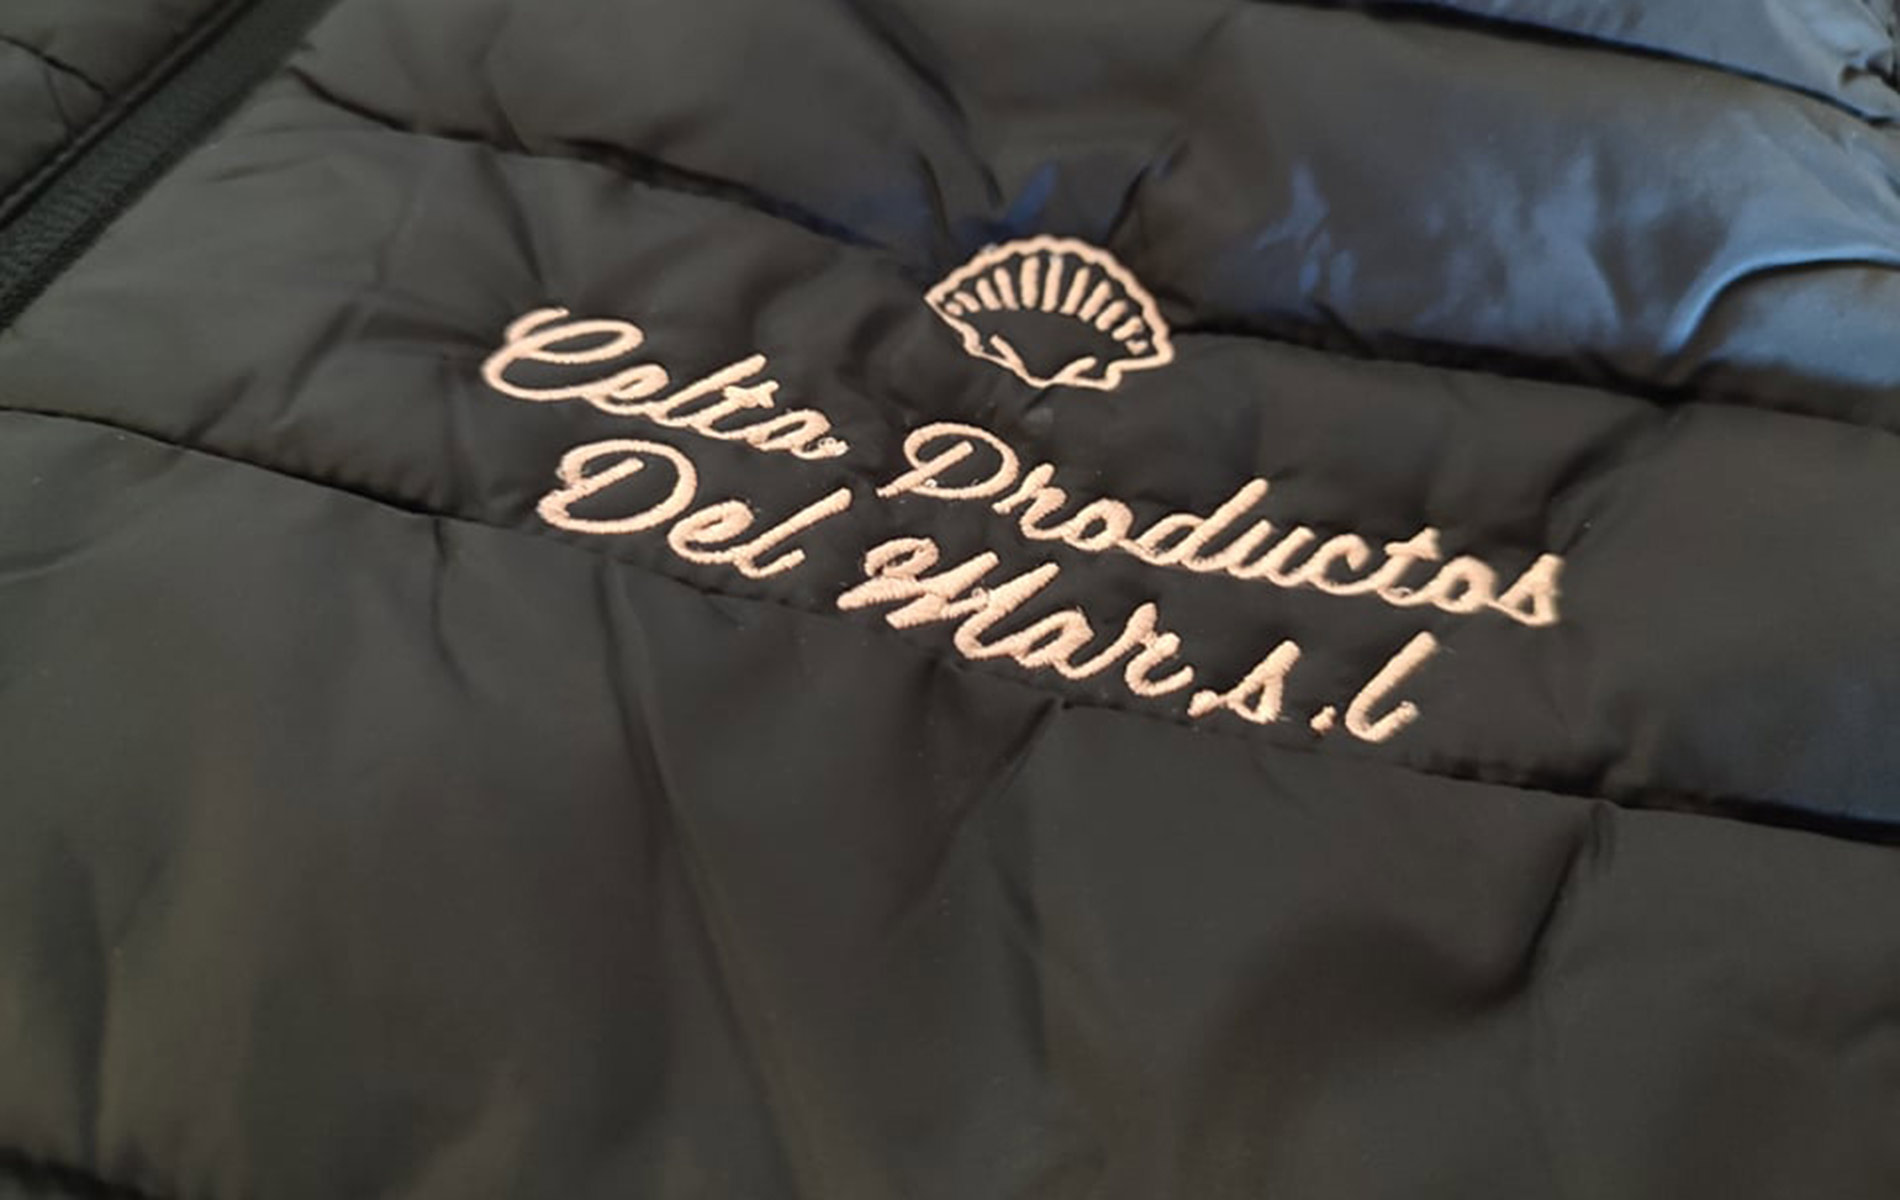 Celta Productos
Del Mar,s.l